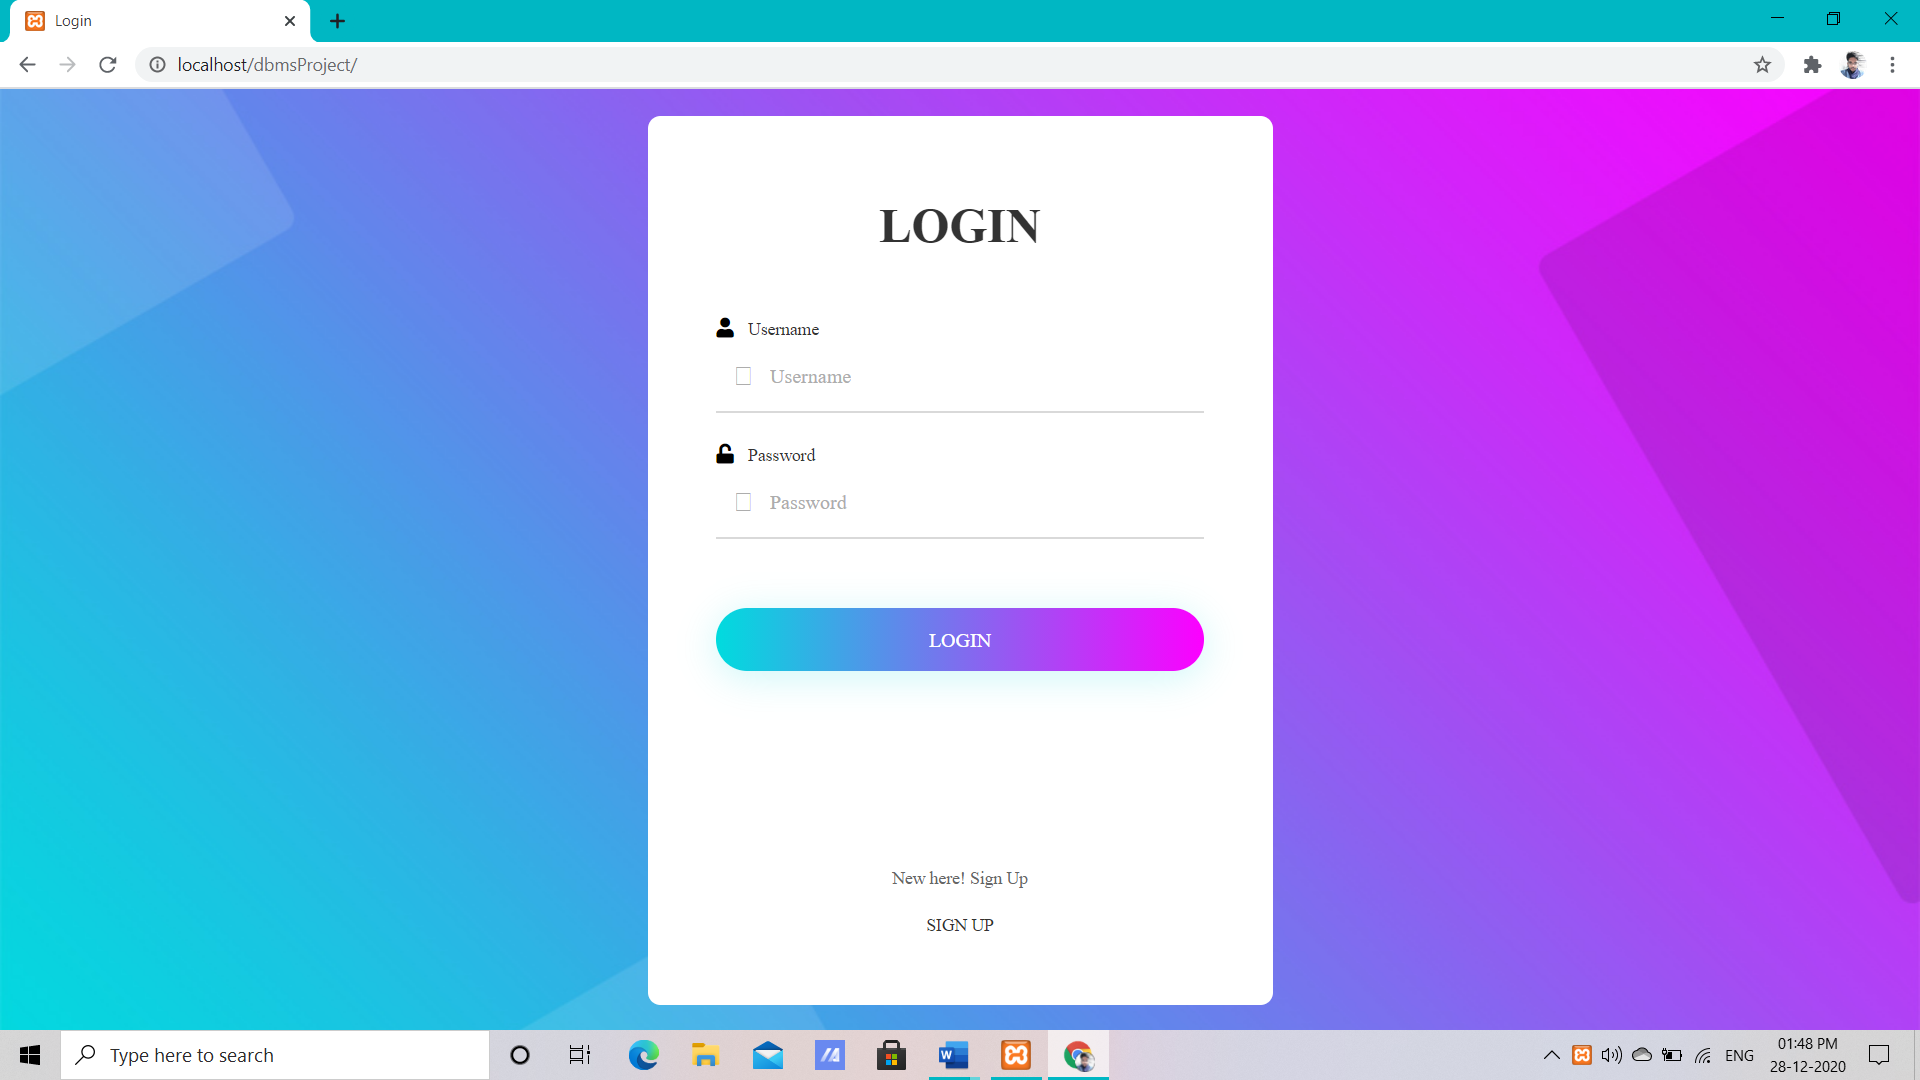 Login
localhost/dbmsProject/
LOGIN
Username
Username
Password
Password
LOGIN
New here! Sign Up
SIGN UP
Type here to search
W
ENG
01:48 PM
28-12-2020